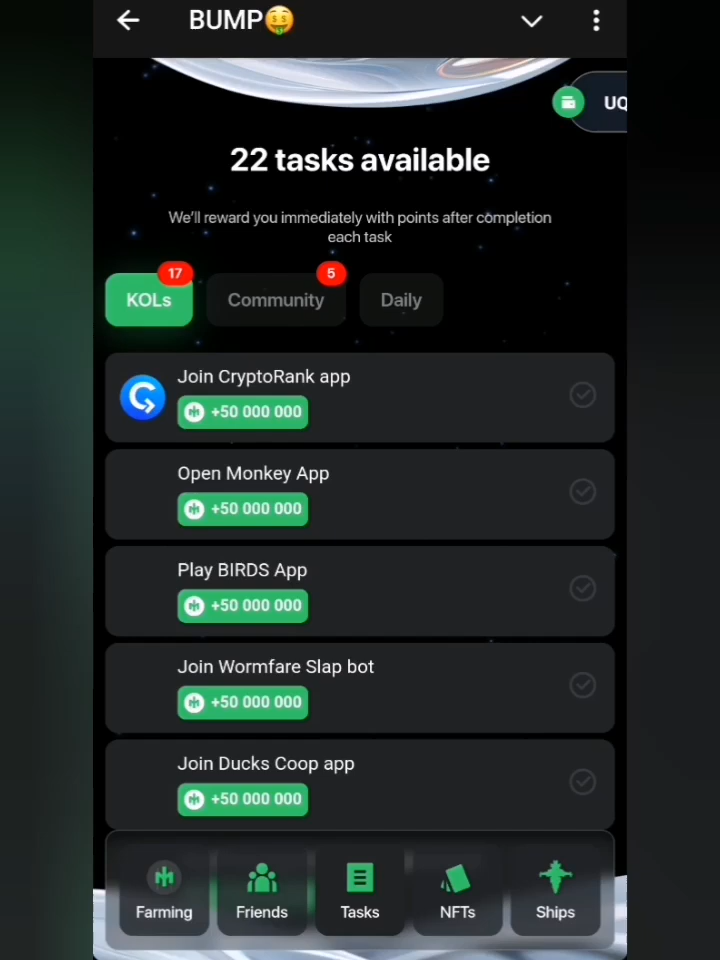 BUMP🤑
UQ
22 tasks available
We'll reward you immediately with points after completion
each task
17
5
KOLs
Community
Daily
Join CryptoRank app
+50 000 000
Open Monkey App
+50 000 000
Play BIRDS App
+50 000 000
Join Wormfare Slap bot
+50 000 000
Join Ducks Coop app
+50 000 000
Farming
Friends
Tasks
NFTs
Ships